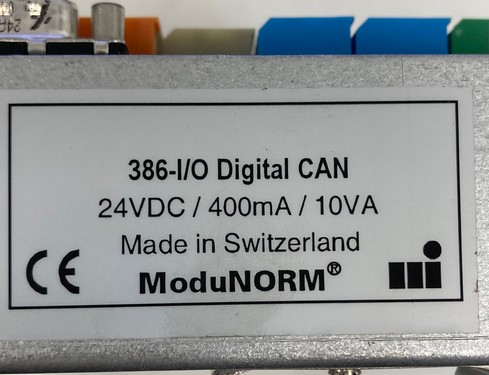 386-I/O Digital CAN
24VDC / 400mA / 10VA
Made in Switzerland
CE
ModuNORM®